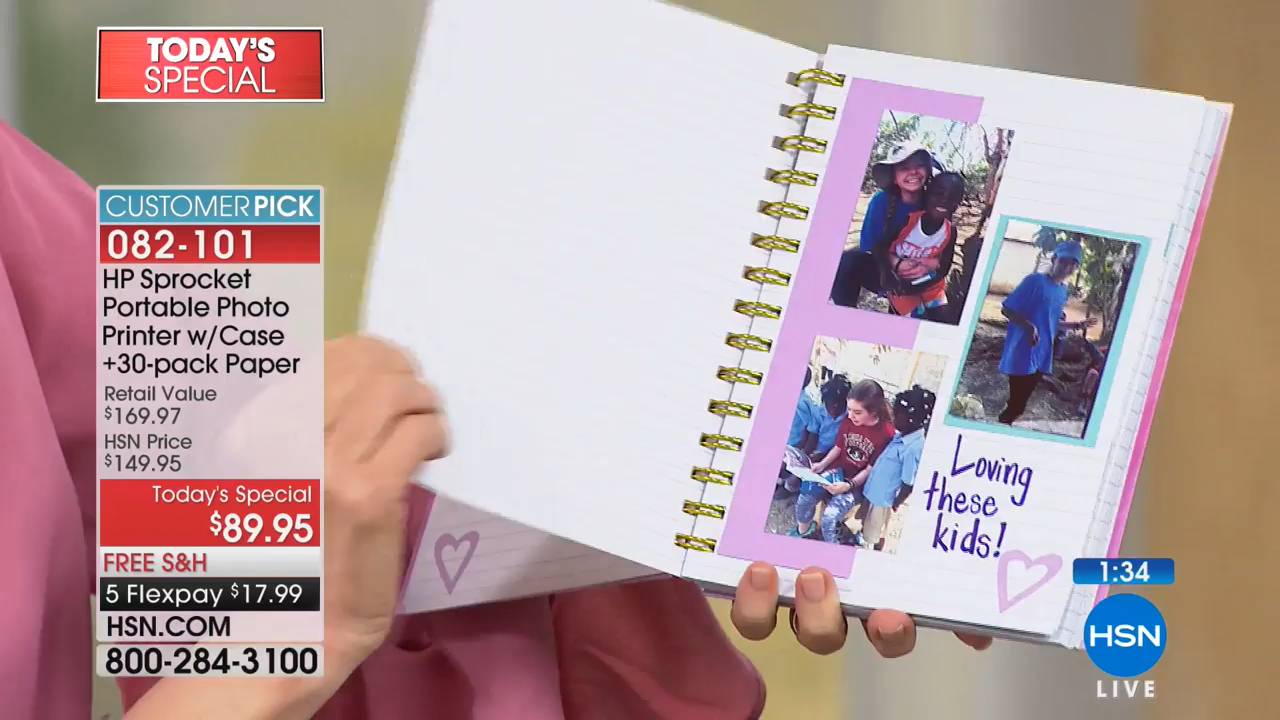 TODAY'S
SPECIAL
CUSTOMER PICK
082-101
HP Sprocket
Portable Photo
Printer w/Case
+30-pack Paper
Retail Value
$169.97
HSN Price
$149.95
Today's Special
$89.95
FREE S&H
5 Flexpay $17.99
HSN.COM
800-284-3100
Loving
these
kids!
1:34
HSN
LIVE